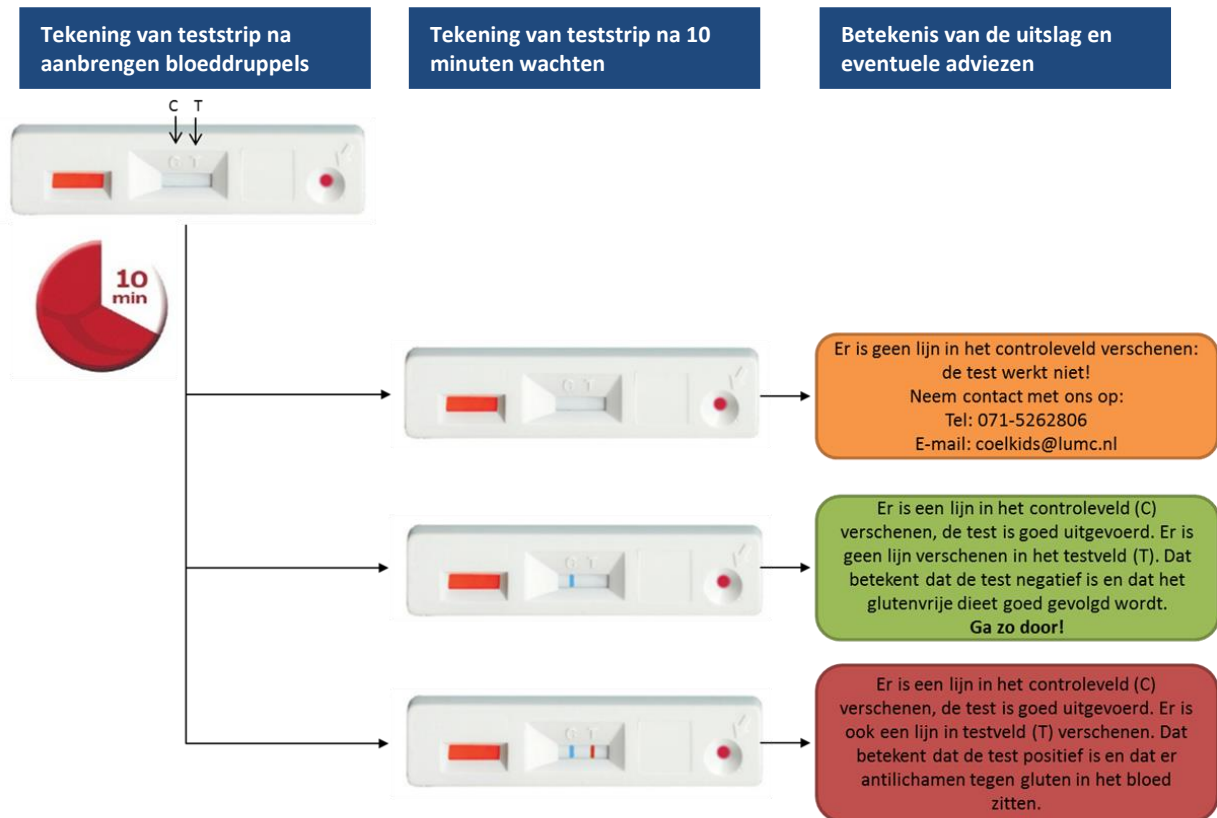 Tekening van teststrip na
aanbrengen bloeddruppels
Tekening van teststrip na 10
minuten wachten
Betekenis van de uitslag en
eventuele adviezen
C T
C T
10
min
C T
Er is geen lijn in het controleveld verschenen:
de test werkt niet!
Neem contact met ons op:
Tel: 071-5262806
E-mail: coelkids@lumc.nl
C T
Er is een lijn in het controleveld (C)
verschenen, de test is goed uitgevoerd. Er is
geen lijn verschenen in het testveld (T). Dat
betekent dat de test negatief is en dat het
glutenvrije dieet goed gevolgd wordt.
Ga zo door!
C T
Er is een lijn in het controleveld (C)
verschenen, de test is goed uitgevoerd. Er is
ook een lijn in testveld (T) verschenen. Dat
betekent dat de test positief is en dat er
antilichamen tegen gluten in het bloed
zitten.